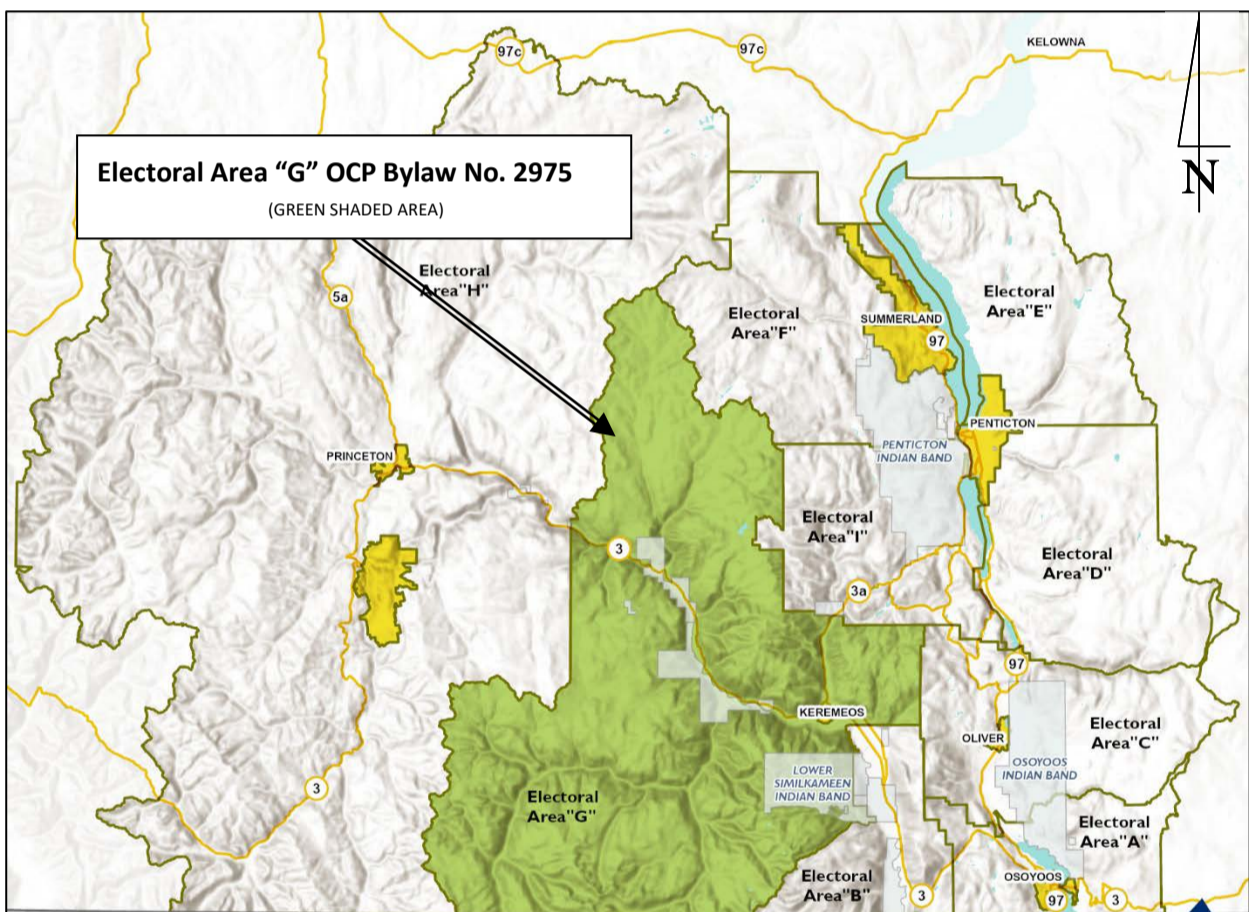 97c
97c
KELOWNA
N
Electoral Area “G” OCP Bylaw No. 2975
(GREEN SHADED AREA)
Electoral
Area"H"
5a
Electoral
Area"E"
Electoral
Area"F"
SUMMERLAND
97
PENTICTON
PENTICTON
INDIAN BAND
PRINCETON
Electoral
Area"I"
3
Electoral
Area"D"
3a
97
KEREMEOS
OLIVER
Electoral
Area"C"
OSOYOOS
INDIAN BAND
LOWER
SIMILKAMEEN
INDIAN BAND
3
Electoral
Area"G"
Electoral
Area"A"
Electoral
Area"B"
3
OSOYOOS
97
3